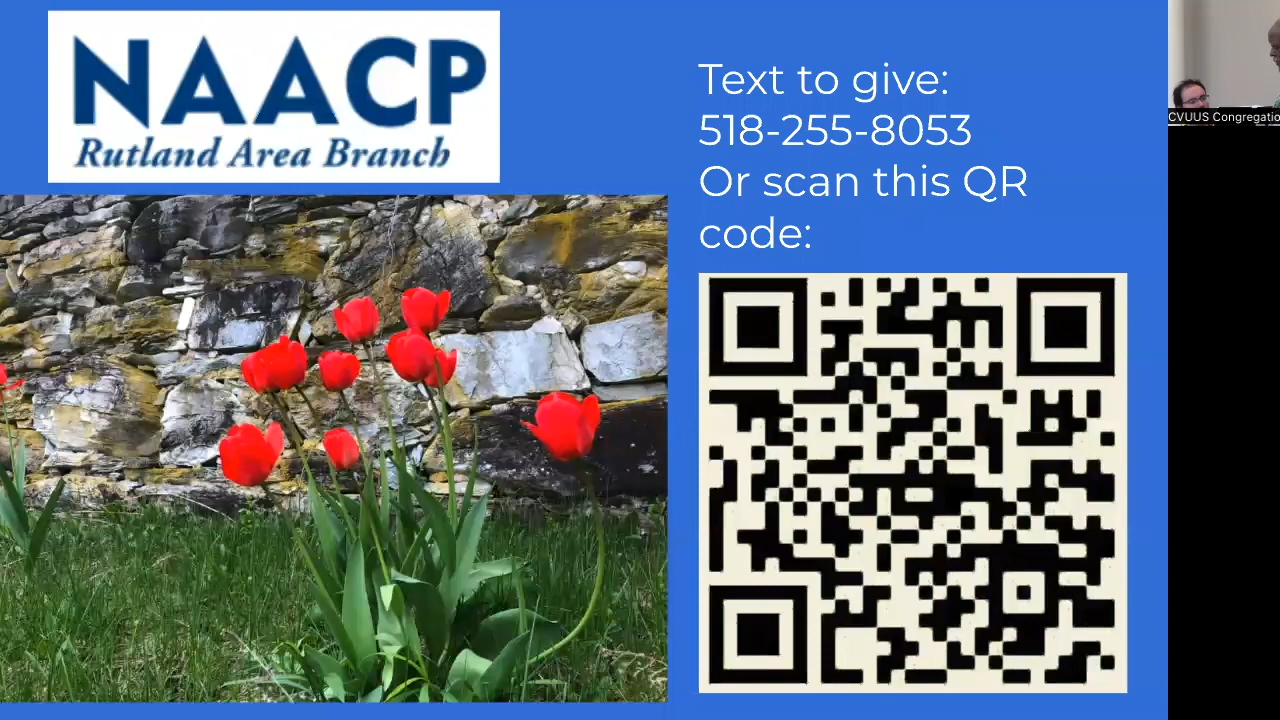 NAACP
Rutland Area Branch
Text to give:
518-255-8053
Or scan this QR
code:
CVUUS Congregatio